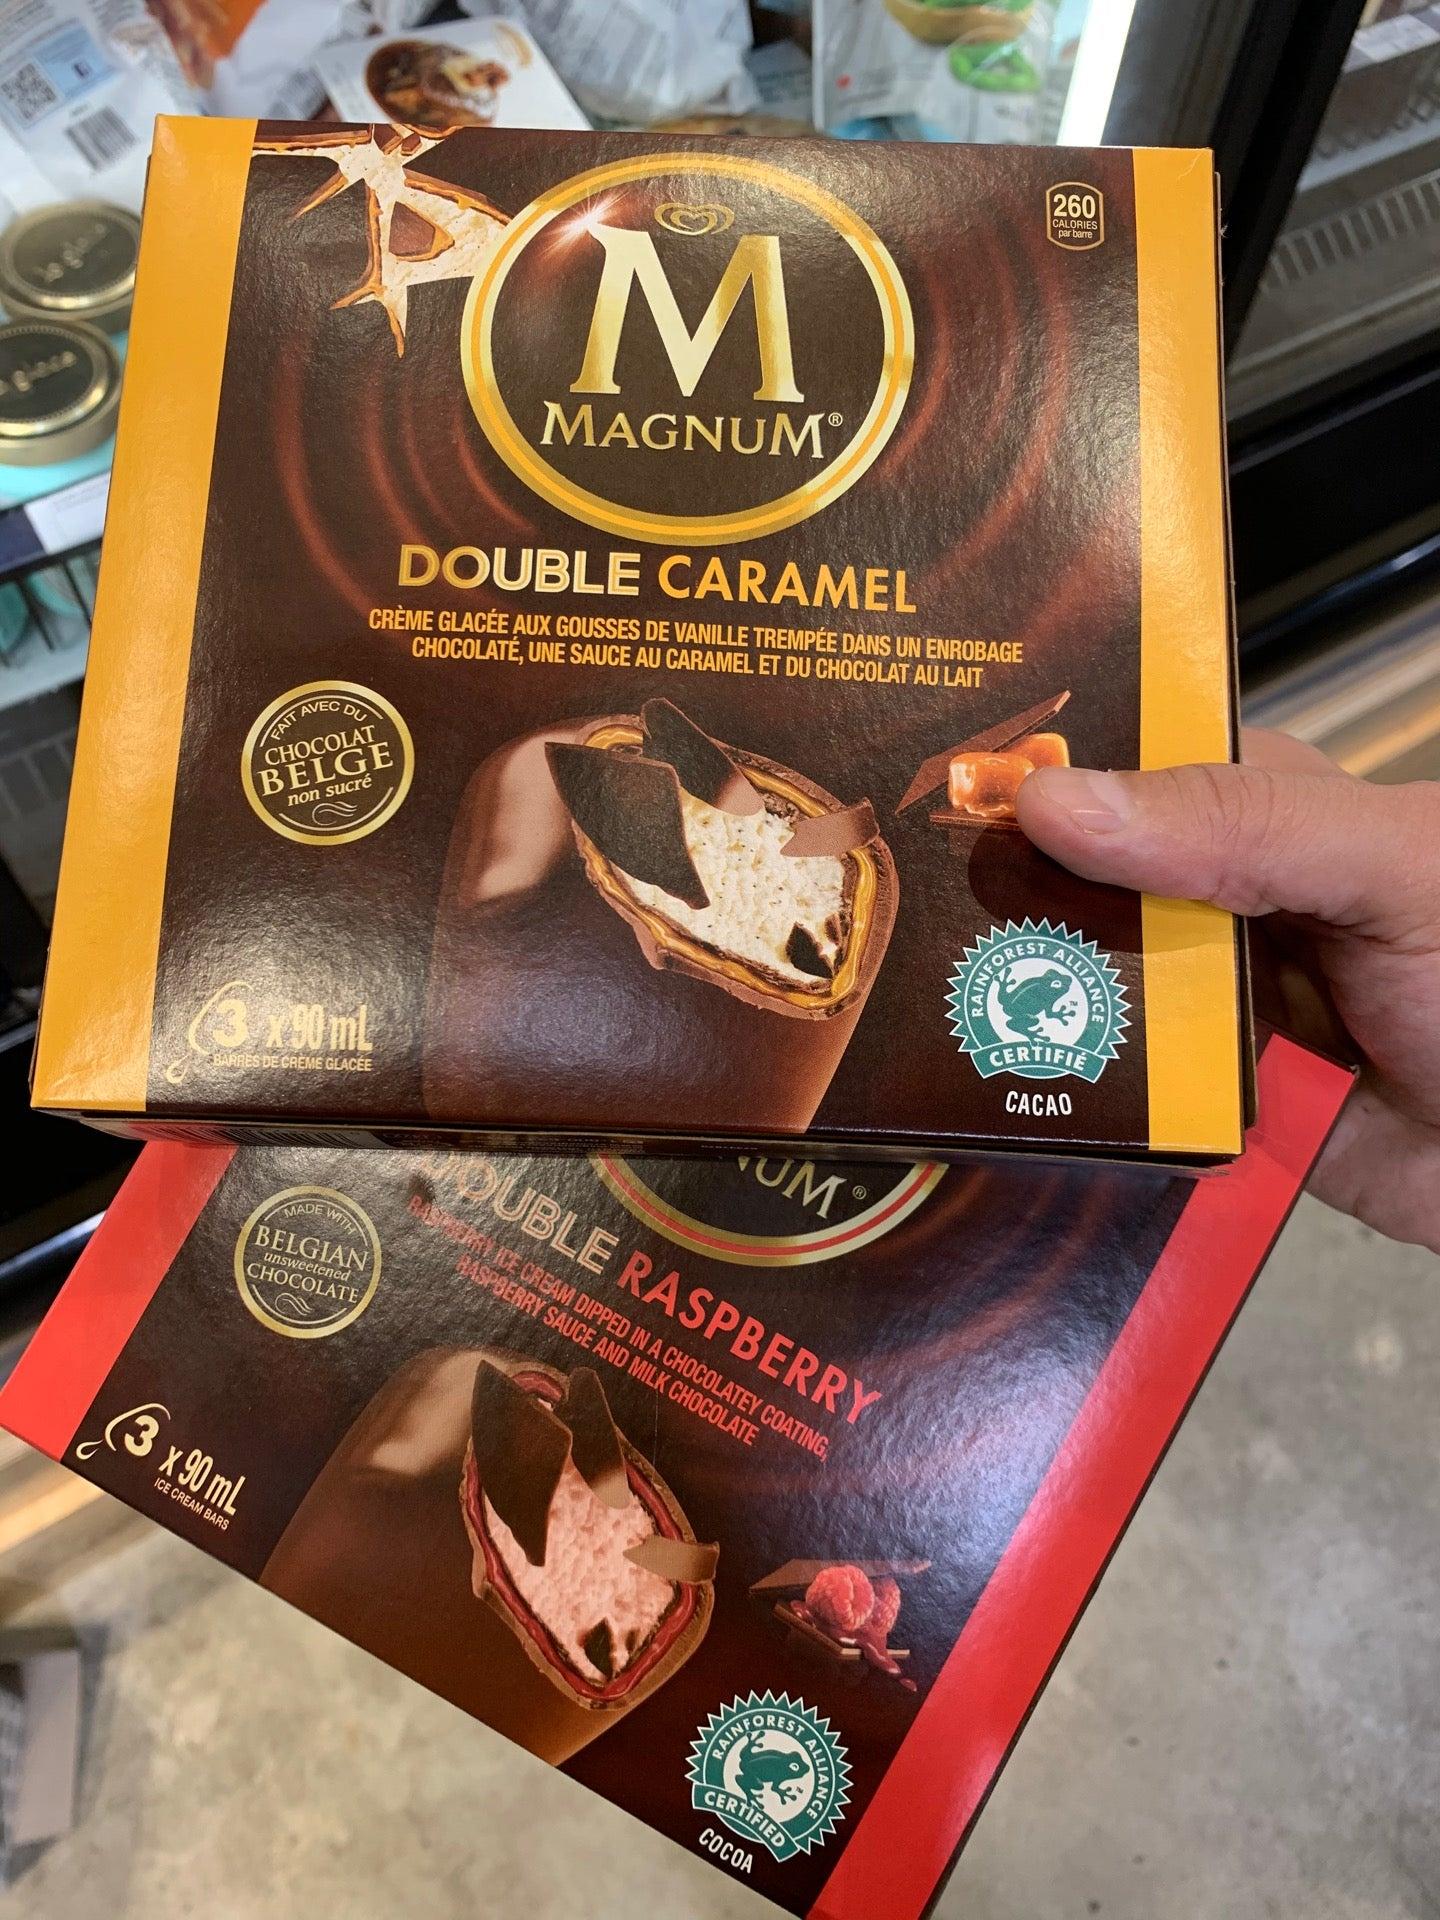 260
CALORIES
par barre
M
MAGNUM®
DOUBLE CARAMEL
CRÈME GLACÉE AUX GOUSSES DE VANILLE TREMPÉE DANS UN ENROBAGE
CHOCOLATÉ, UNE SAUCE AU CARAMEL ET DU CHOCOLAT AU LAIT
FAIT AVEC DU
CHOCOLAT
BELGE
non sucré
3 x 90 mL
BARRES DE CRÈME GLACÉE
RAINFOREST ALLIANCE
TM
CERTIFIÉ
CACAO
NUM®
DOUBLE RASPBERRY
RASPBERRY ICE CREAM DIPPED IN A CHOCOLATEY COATING,
RASPBERRY SAUCE AND MILK CHOCOLATE
MADE WITH
BELGIAN
unsweetened
CHOCOLATE
3 x 90 mL
ICE CREAM BARS
RAINFOREST ALLIANCE
TM
CERTIFIED
COCOA